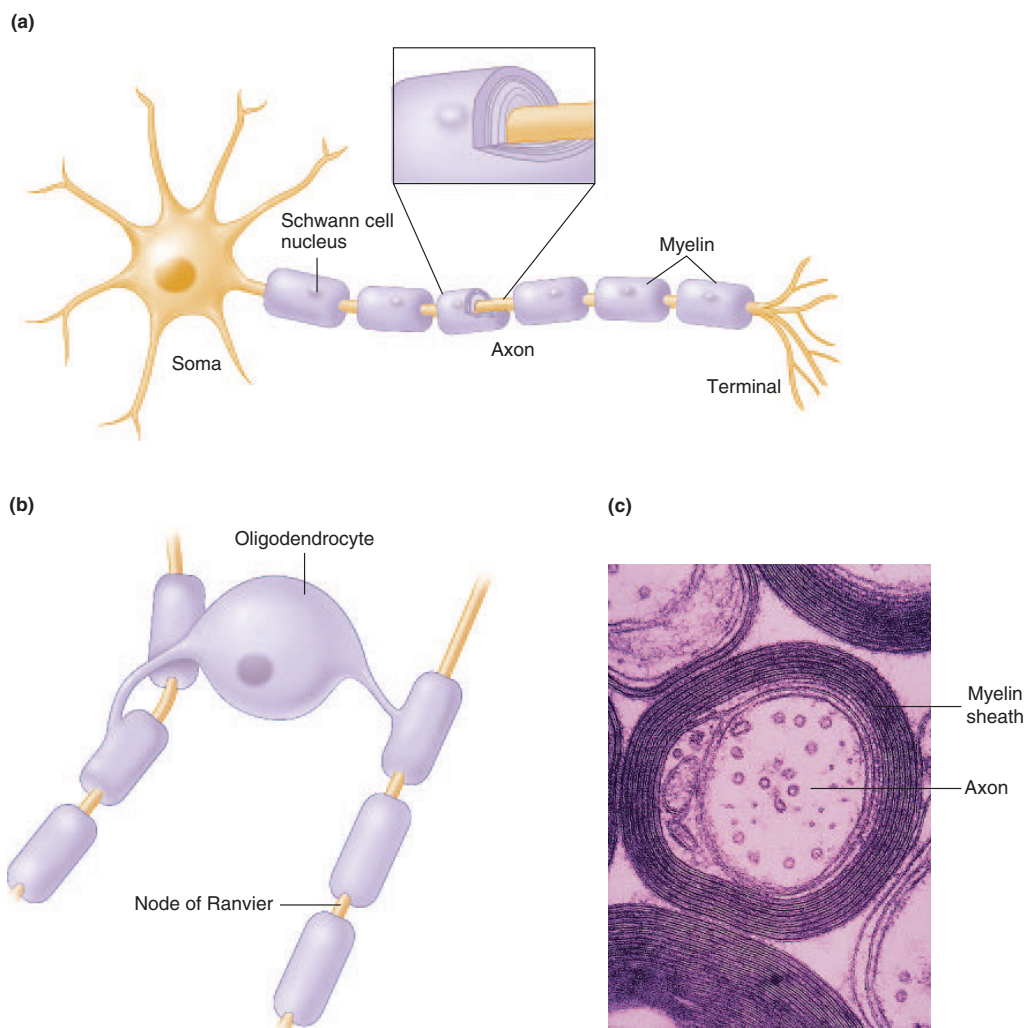 (a)
Schwann cell
nucleus
Myelin
Soma
Axon
Terminal
(b)
Oligodendrocyte
Node of Ranvier
(c)
Myelin
sheath
Axon